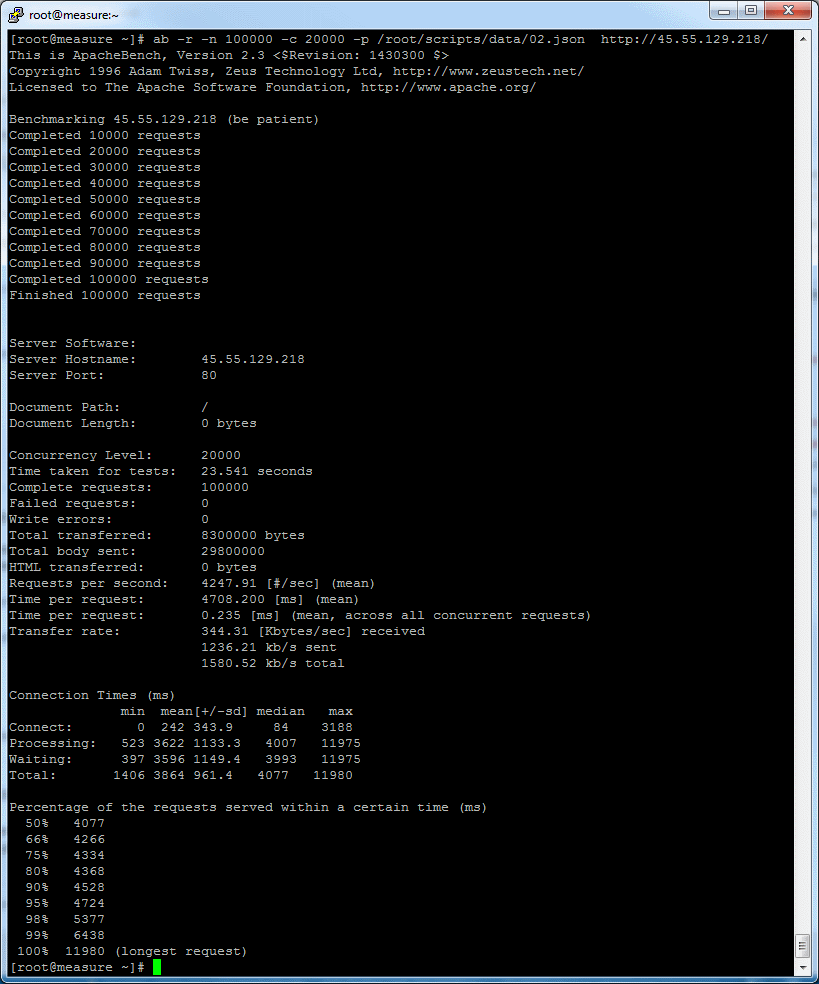 root@measure:~
[root@measure ~]# ab -r -n 100000 -c 20000 -p /root/scripts/data/02.json  http://45.55.129.218/
This is ApacheBench, Version 2.3 <$Revision: 1430300 $>
Copyright 1996 Adam Twiss, Zeus Technology Ltd, http://www.zeustech.net/
Licensed to The Apache Software Foundation, http://www.apache.org/

Benchmarking 45.55.129.218 (be patient)
Completed 10000 requests
Completed 20000 requests
Completed 30000 requests
Completed 40000 requests
Completed 50000 requests
Completed 60000 requests
Completed 70000 requests
Completed 80000 requests
Completed 90000 requests
Completed 100000 requests
Finished 100000 requests


Server Software:
Server Hostname:        45.55.129.218
Server Port:            80

Document Path:          /
Document Length:        0 bytes

Concurrency Level:      20000
Time taken for tests:   23.541 seconds
Complete requests:      100000
Failed requests:        0
Write errors:           0
Total transferred:      8300000 bytes
Total body sent:        29800000
HTML transferred:       0 bytes
Requests per second:    4247.91 [#/sec] (mean)
Time per request:       4708.200 [ms] (mean)
Time per request:       0.235 [ms] (mean, across all concurrent requests)
Transfer rate:          344.31 [Kbytes/sec] received
                        1236.21 kb/s sent
                        1580.52 kb/s total

Connection Times (ms)
              min  mean[+/-sd] median   max
Connect:        0  242 343.9     84    3188
Processing:   523 3622 1133.3   4007   11975
Waiting:      397 3596 1149.4   3993   11975
Total:       1406 3864 961.4   4077   11980

Percentage of the requests served within a certain time (ms)
  50%   4077
  66%   4266
  75%   4334
  80%   4368
  90%   4528
  95%   4724
  98%   5377
  99%   6438
 100%  11980 (longest request)
[root@measure ~]#